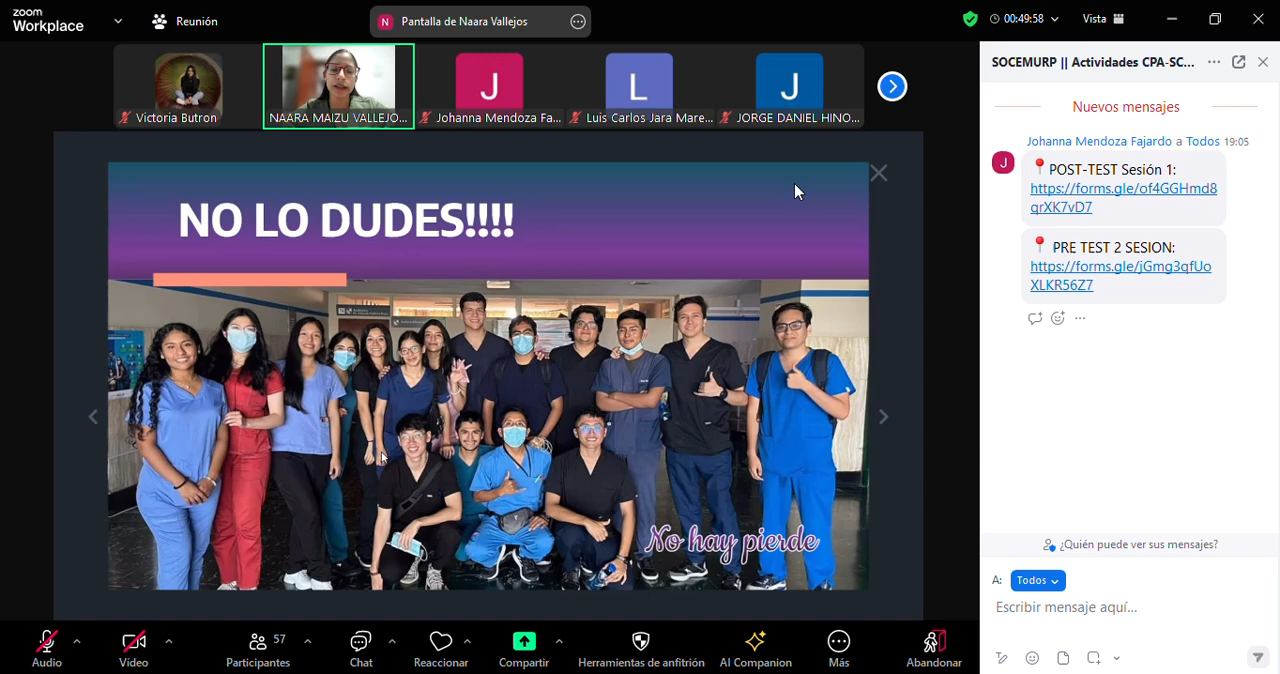 zoom
Workplace
Reunión
N Pantalla de Naara Vallejos
00:49:58
Vista
Victoria Butron
NAARA MAIZU VALLEJO...
J
Johanna Mendoza Fa...
L
Luis Carlos Jara Mare...
J
JORGE DANIEL HINO...
NO LO DUDES!!!!
No hay pierde
SOCEMURP || Actividades CPA-SC...
Nuevos mensajes
Johanna Mendoza Fajardo a Todos 19:05
J
POST-TEST Sesión 1:
https://forms.gle/of4GGHmd8
qrXK7vD7
PRE TEST 2 SESION:
https://forms.gle/jGmg3qfUo
XLKR56Z7
¿Quién puede ver sus mensajes?
A: Todos
Escribir mensaje aquí...
Audio
Vídeo
57
Participantes
Chat
Reaccionar
Compartir
Herramientas de anfitrión
AI Companion
Más
Abandonar